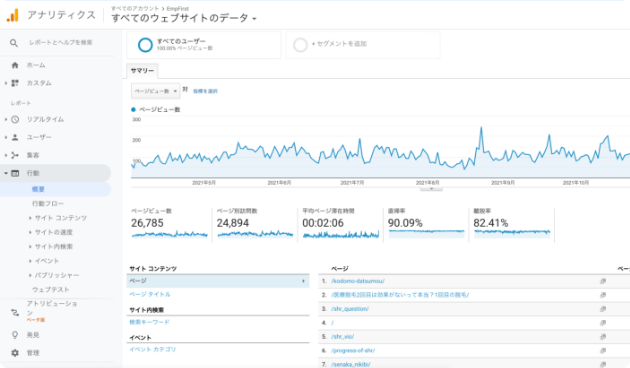 アナリティクス
すべてのアカウント > EmpFirst
すべてのウェブサイトのデータ
レポートとヘルプを検索
ホーム
カスタム
レポート
リアルタイム
ユーザー
集客
行動
概要
行動フロー
サイト コンテンツ
サイトの速度
サイト内検索
イベント
パブリッシャー
ウェブテスト
アトリビューション
ベータ版
発見
管理
すべてのユーザー
100.00% ページビュー数
+ セグメントを追加
サマリー
ページビュー数 対 指標を選択
ページビュー数
300
200
100
2021年5月 2021年6月 2021年7月 2021年8月 2021年9月 2021年10月
ページビュー数
26,785
ページ別訪問数
24,894
平均ページ滞在時間
00:02:06
直帰率
90.09%
離脱率
82.41%
サイト コンテンツ
ページ
ページ タイトル
サイト内検索
検索キーワード
イベント
イベント カテゴリ
ページ
1. /kodomo-datsumou/
2. /医療脱毛2回目は効果がないって本当？1回目の脱毛/
3. /shr_question/
4. /
5. /shr_vio/
6. /progress-of-shr/
7. /senaka_nikibi/